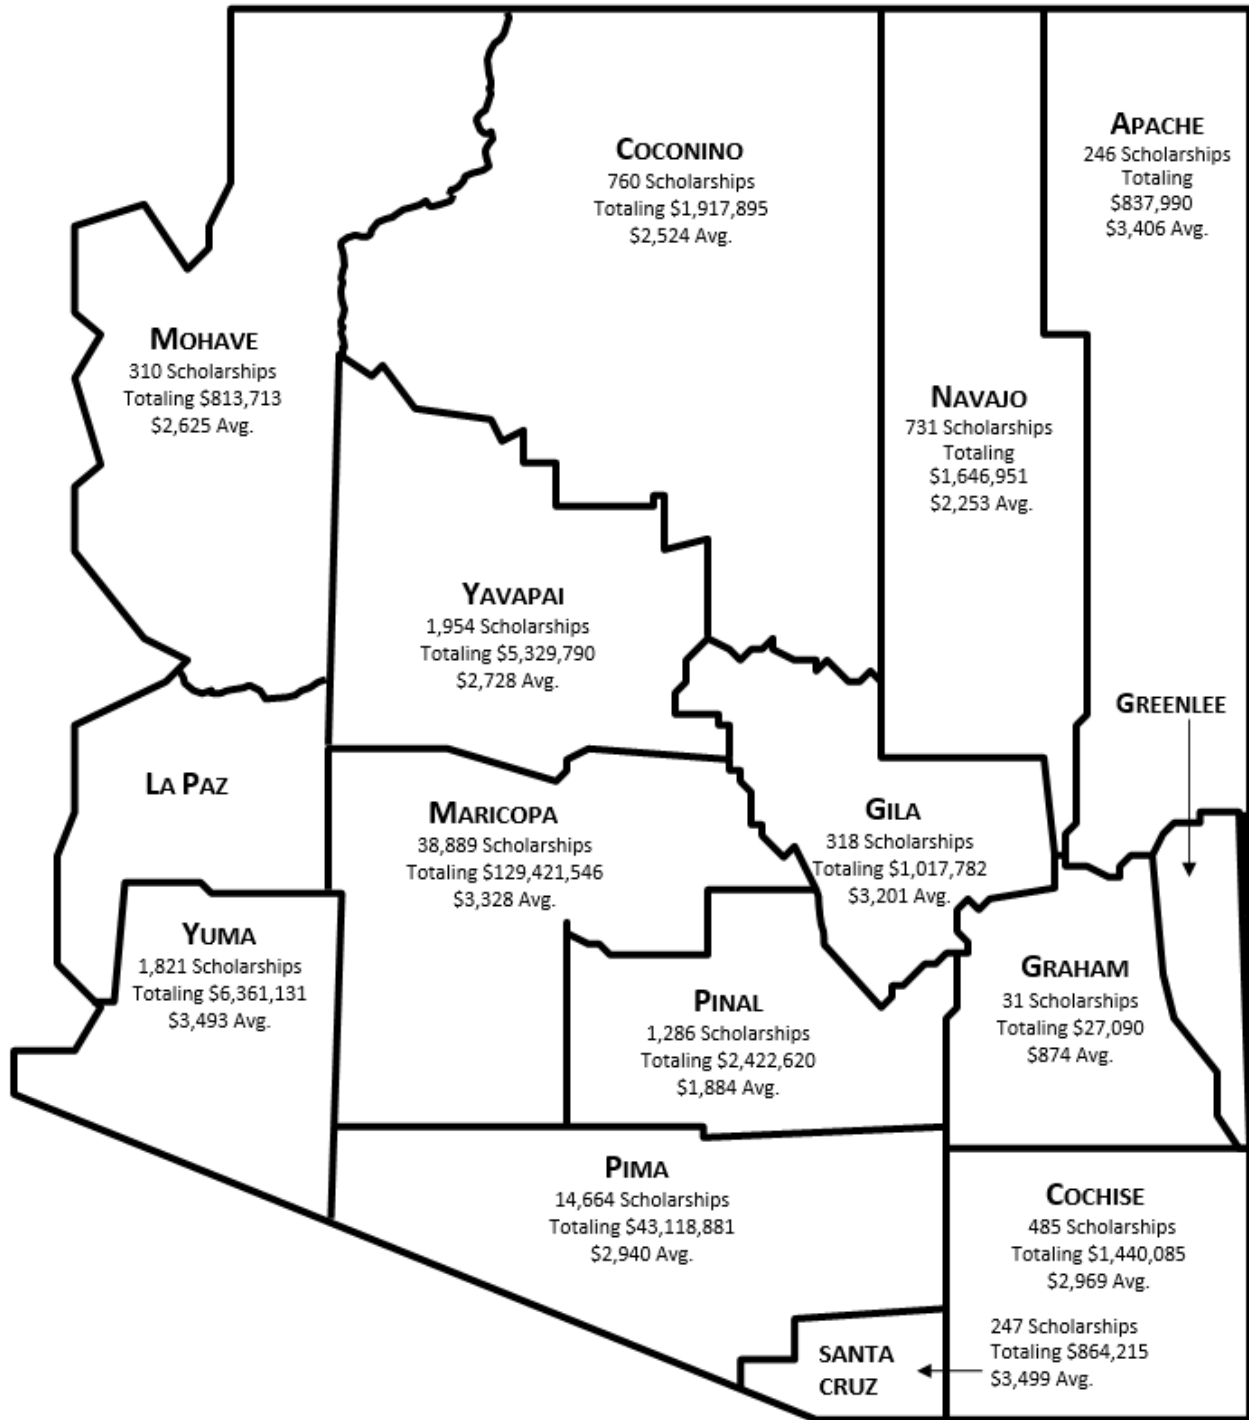 COCONINO
760 Scholarships
Totaling $1,917,895
$2,524 Avg.
APACHE
246 Scholarships
Totaling
$837,990
$3,406 Avg.
MOHAVE
310 Scholarships
Totaling $813,713
$2,625 Avg.
NAVAJO
731 Scholarships
Totaling
$1,646,951
$2,253 Avg.
YAVAPAI
1,954 Scholarships
Totaling $5,329,790
$2,728 Avg.
GREENLEE
LA PAZ
MARICOPA
38,889 Scholarships
Totaling $129,421,546
$3,328 Avg.
GILA
318 Scholarships
Totaling $1,017,782
$3,201 Avg.
YUMA
1,821 Scholarships
Totaling $6,361,131
$3,493 Avg.
PINAL
1,286 Scholarships
Totaling $2,422,620
$1,884 Avg.
GRAHAM
31 Scholarships
Totaling $27,090
$874 Avg.
PIMA
14,664 Scholarships
Totaling $43,118,881
$2,940 Avg.
COCHISE
485 Scholarships
Totaling $1,440,085
$2,969 Avg.
SANTA
CRUZ
247 Scholarships
Totaling $864,215
$3,499 Avg.